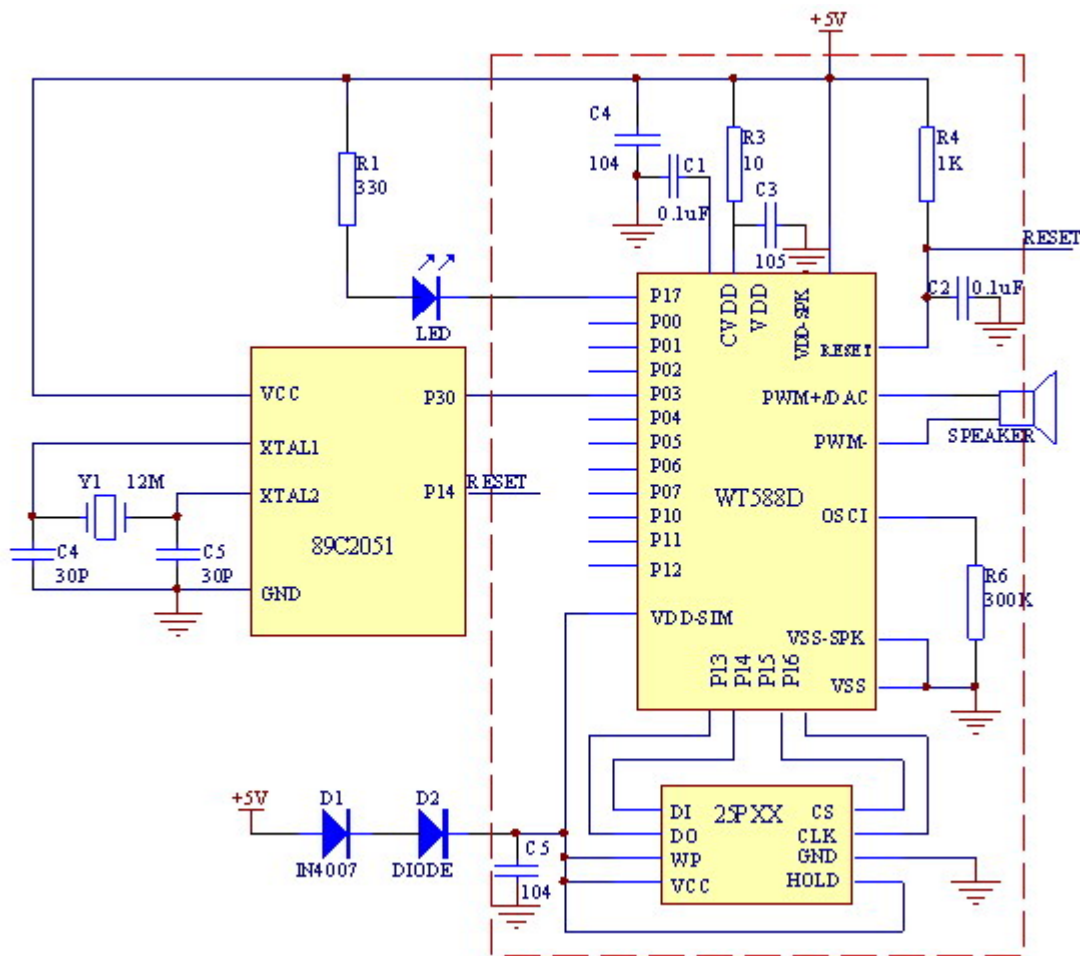 +5V
C4
104
C1
0.1uF
R3
10
C3
105
R4
1K
R1
330
RESET
C2
0.1uF
LED
P17
P00
P01
P02
P03
P04
P05
P06
P07
P10
P11
P12
VDD-SIM
CVDD
VDD
VDD-SPK
RESET
PWM+/DAC
PWM-
WT588D
OSCI
VSS-SPK
VSS
P13
P14
P15
P16
SPEAKER
R6
300K
VCC
XTAL1
XTAL2
GND
P30
P14
89C2051
RESET
Y1
12M
C4
30P
C5
30P
+5V
D1
IN4007
D2
DIODE
C5
104
25PXX
DI
DO
WP
VCC
CS
CLK
GND
HOLD